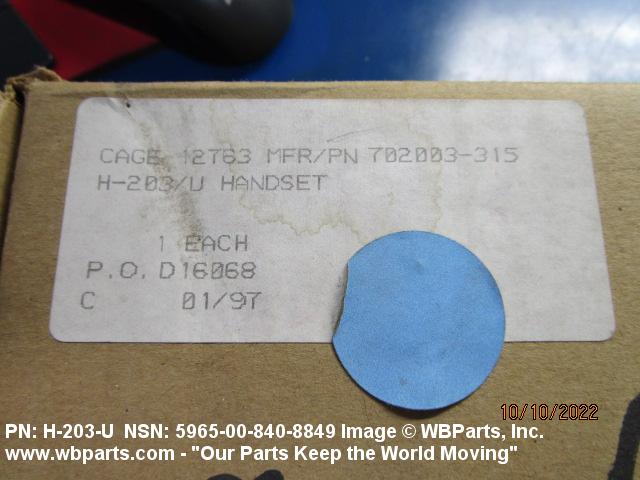 CAGE 12763 MFR/PN 702003-315
H-203/U HANDSET
1 EACH
P.O. D16068
C 01/97
10/10/2022
PN: H-203-U NSN: 5965-00-840-8849 Image © WBParts, Inc.
www.wbparts.com - "Our Parts Keep the World Moving"